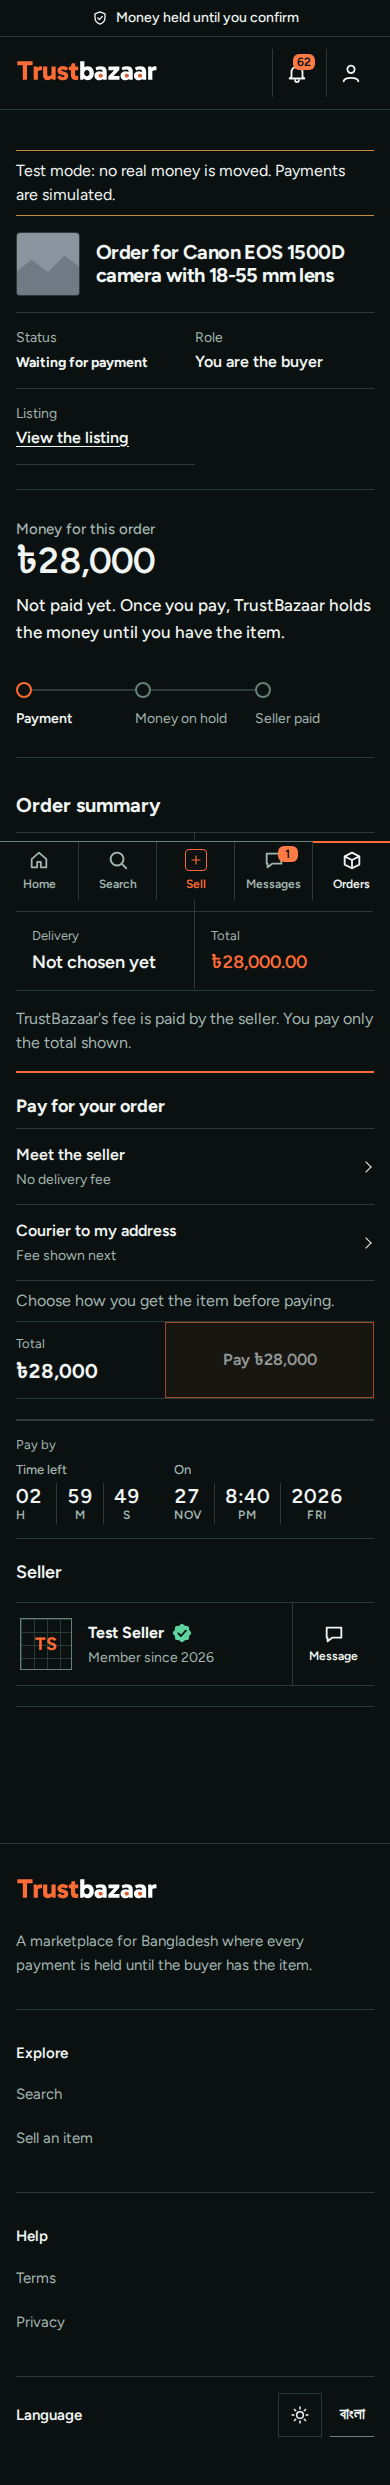 Money held until you confirm
Trustbazaar
62
Test mode: no real money is moved. Payments
are simulated.
Order for Canon EOS 1500D
camera with 18-55 mm lens
Status
Role
Waiting for payment
You are the buyer
Listing
View the listing
Money for this order
৳28,000
Not paid yet. Once you pay, TrustBazaar holds
the money until you have the item.
Payment
Money on hold
Seller paid
Order summary
1
Home
Search
Sell
Messages
Orders
Delivery
Total
Not chosen yet
৳28,000.00
TrustBazaar's fee is paid by the seller. You pay only
the total shown.
Pay for your order
Meet the seller
No delivery fee
Courier to my address
Fee shown next
Choose how you get the item before paying.
Total
৳28,000
Pay ৳28,000
Pay by
Time left
On
02 59 49
27 8:40 2026
H M S
NOV PM FRI
Seller
TS
Test Seller
Member since 2026
Message
Trustbazaar
A marketplace for Bangladesh where every
payment is held until the buyer has the item.
Explore
Search
Sell an item
Help
Terms
Privacy
Language
বাংলা